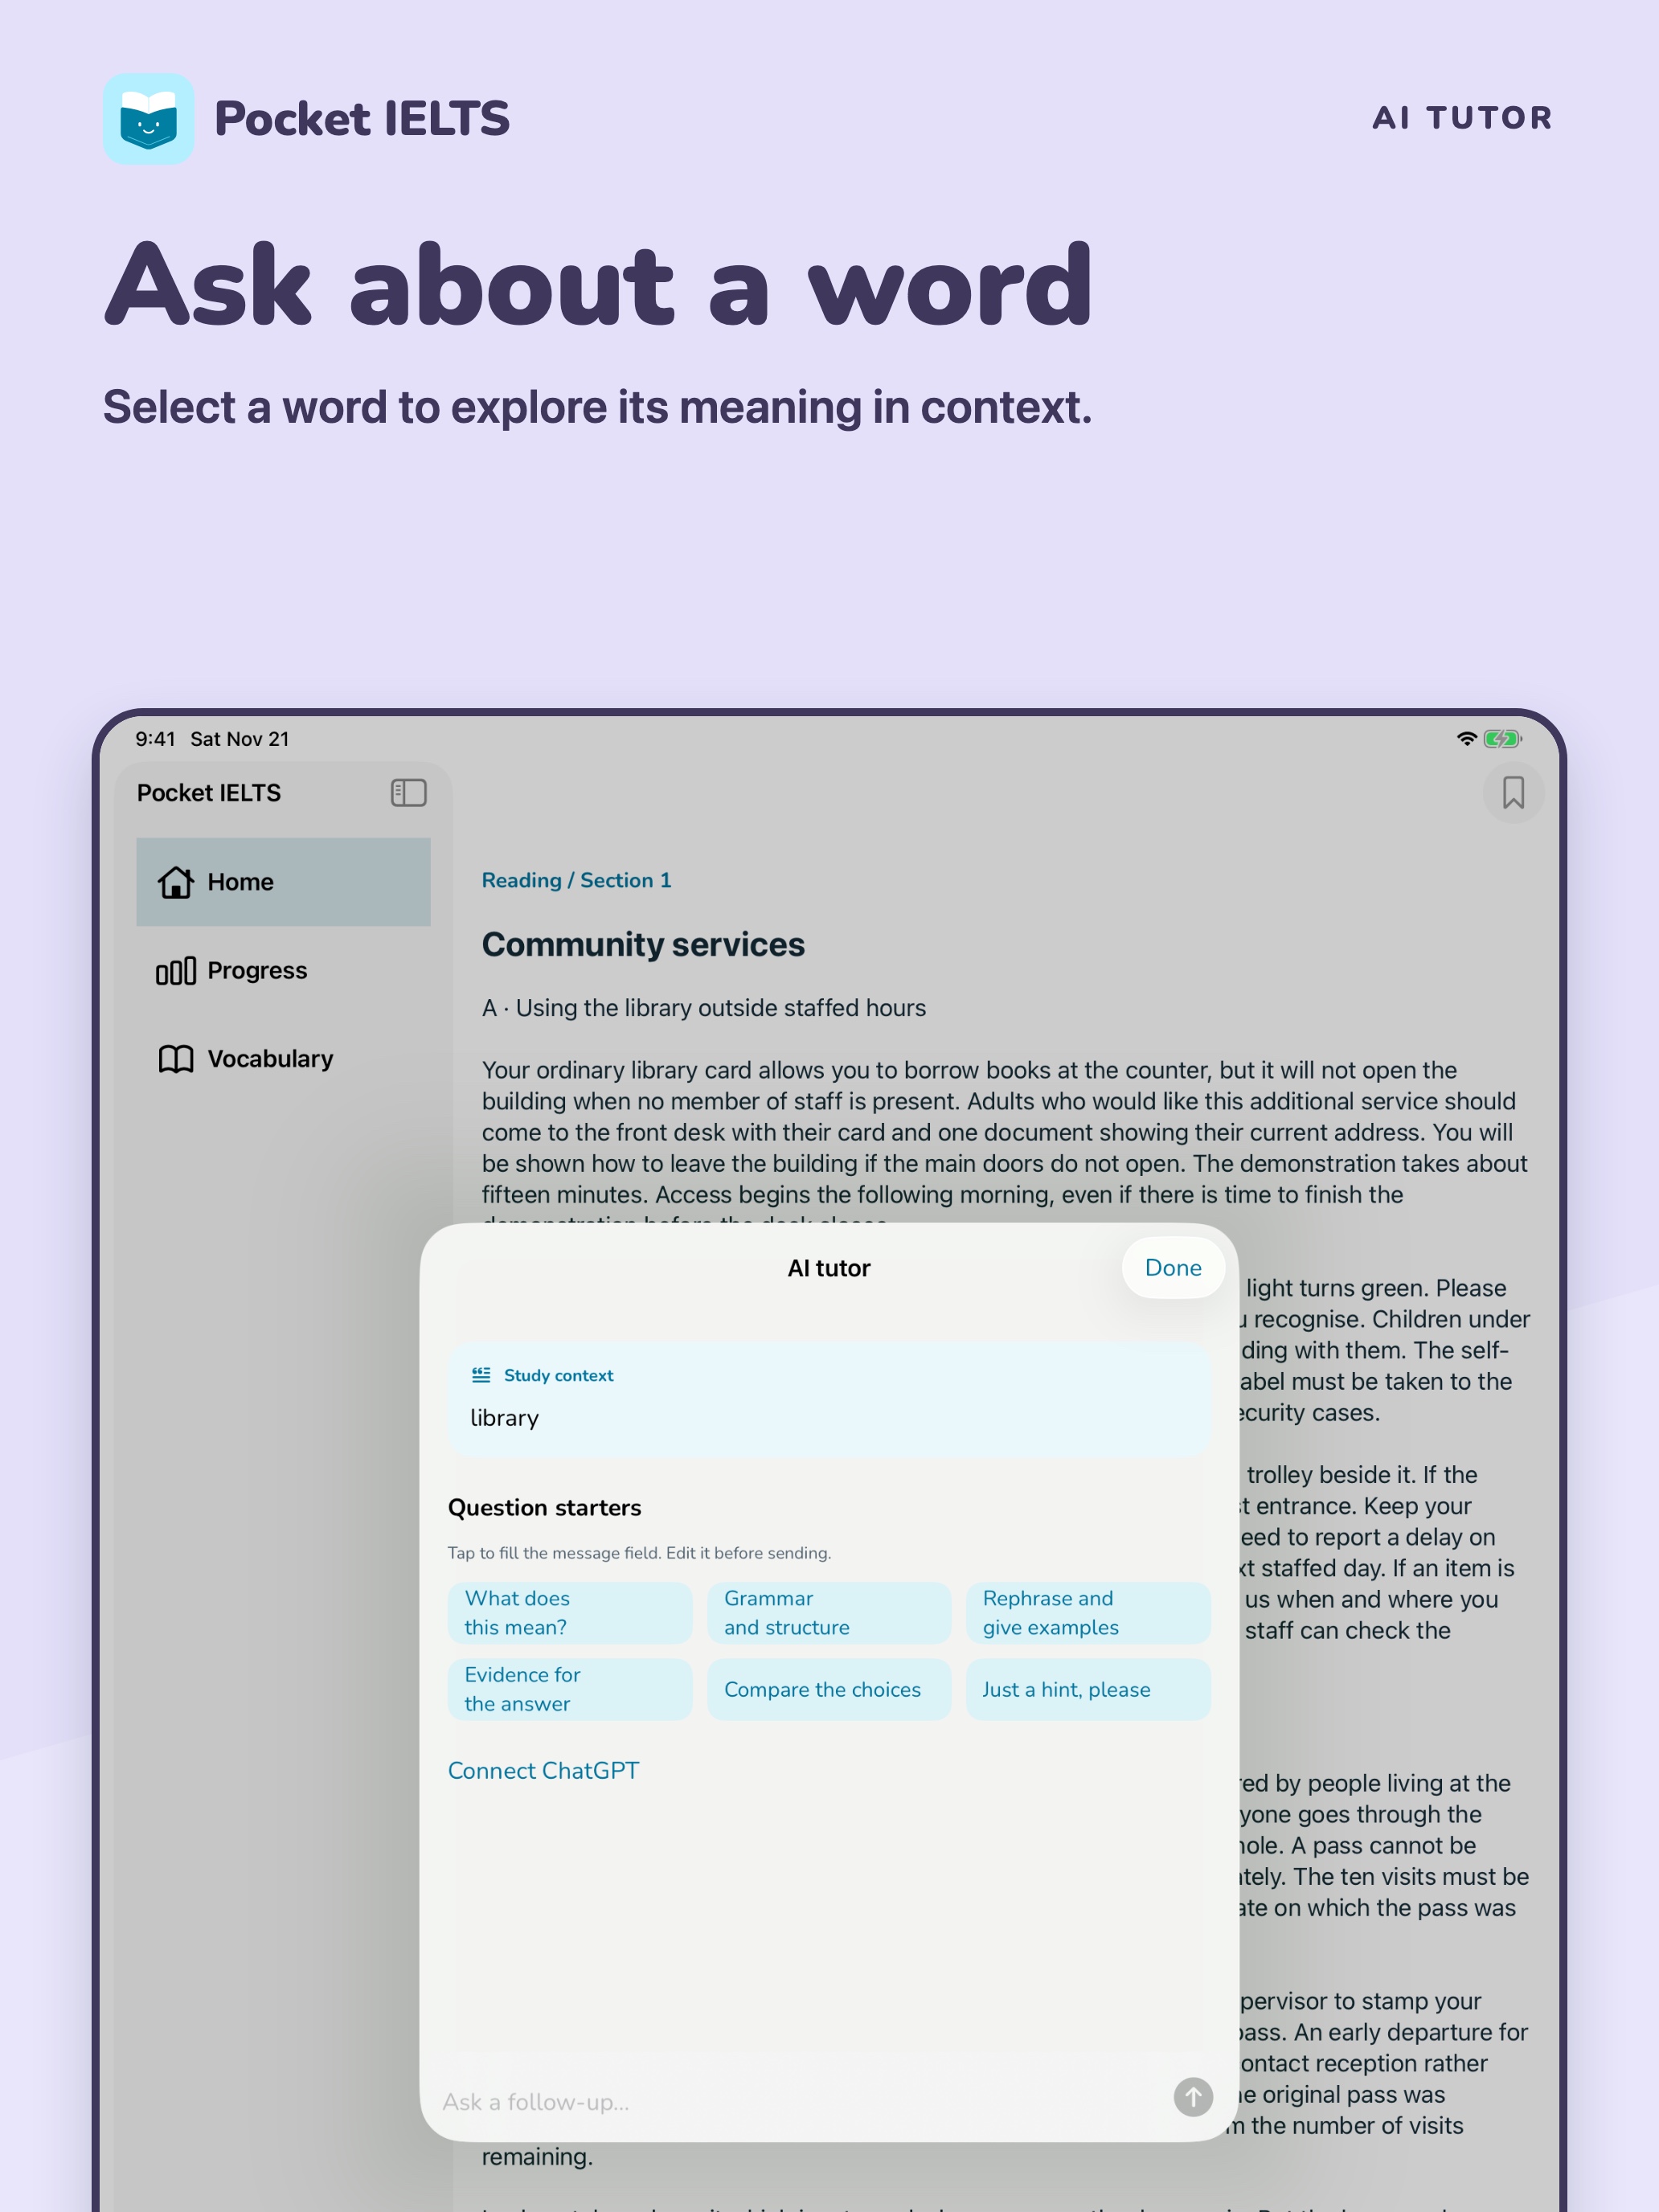 Pocket IELTS
AI TUTOR
Ask about a word
Select a word to explore its meaning in context.
9:41 Sat Nov 21
Pocket IELTS
Home
Progress
Vocabulary
Reading / Section 1
Community services
A · Using the library outside staffed hours
Your ordinary library card allows you to borrow books at the counter, but it will not open the
building when no member of staff is present. Adults who would like this additional service should
come to the front desk with their card and one document showing their current address. You will
be shown how to leave the building if the main doors do not open. The demonstration takes about
fifteen minutes. Access begins the following morning, even if there is time to finish the
demonstration before the desk closes.
light turns green. Please
recognise. Children under
with them. The self-
must be taken to the
cases.
trolley beside it. If the
entrance. Keep your
to report a delay on
staffed day. If an item is
us when and where you
staff can check the
by people living at the
goes through the
A pass cannot be
The ten visits must be
on which the pass was
to stamp your
pass. An early departure for
contact reception rather
original pass was
the number of visits
remaining.
AI tutor
Done
Study context
library
Question starters
Tap to fill the message field. Edit it before sending.
What does
this mean?
Grammar
and structure
Rephrase and
give examples
Evidence for
the answer
Compare the choices
Just a hint, please
Connect ChatGPT
Ask a follow-up...